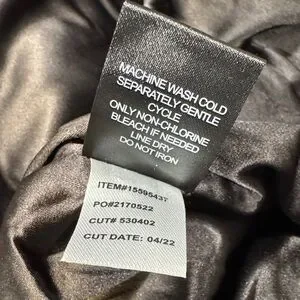 MACHINE WASH COLD
SEPARATELY GENTLE
CYCLE
ONLY NON-CHLORINE
BLEACH IF NEEDED
LINE DRY
DO NOT IRON
ITEM#1559543T
PO#2170522
CUT# 530402
CUT DATE: 04/22